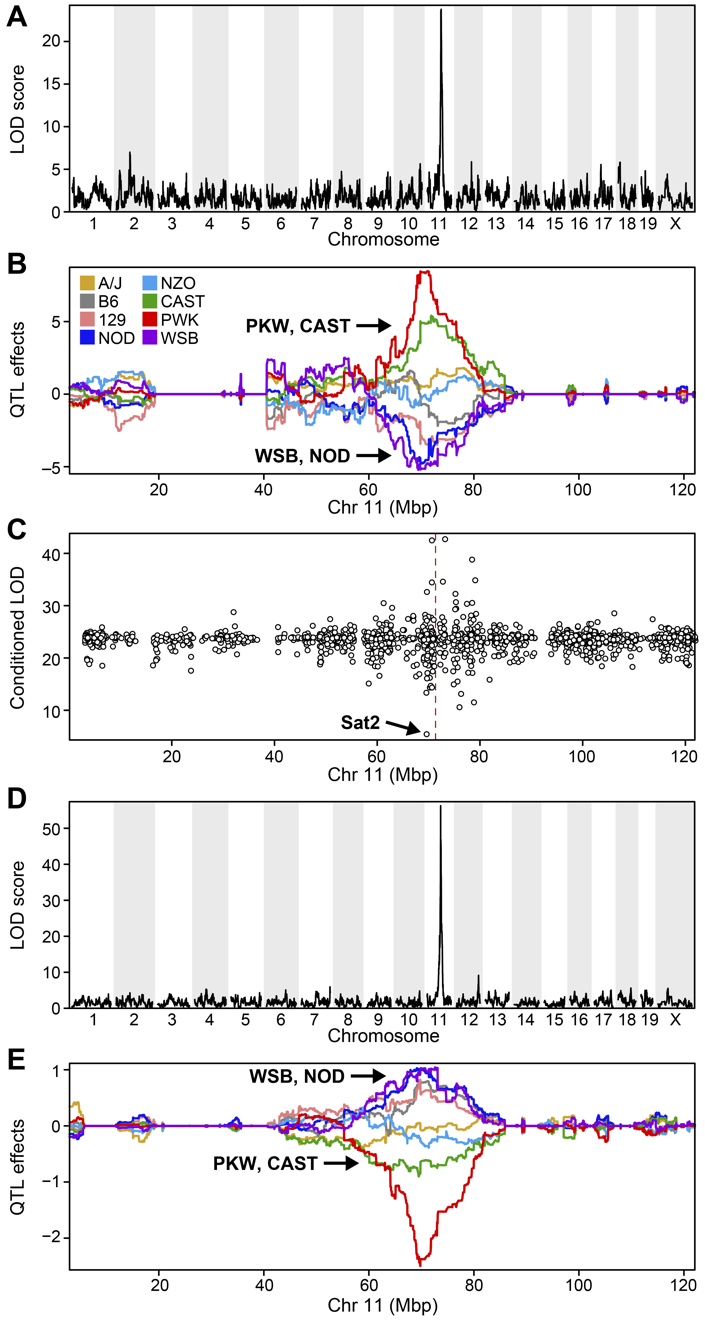 A
LOD score
20
15
10
5
0
1 2 3 4 5 6 7 8 9 10 11 12 13 14 15 16 17 18 19 X
Chromosome
B
QTL effects
A/J NZO
B6 CAST
129 PWK
NOD WSB
PKW, CAST
WSB, NOD
5
0
−5
20 40 60 80 100 120
Chr 11 (Mbp)
C
Conditioned LOD
40
30
20
10
Sat2
20 40 60 80 100 120
Chr 11 (Mbp)
D
LOD score
50
40
30
20
10
0
1 2 3 4 5 6 7 8 9 10 11 12 13 14 15 16 17 18 19 X
Chromosome
E
QTL effects
WSB, NOD
PKW, CAST
1
0
−1
−2
20 40 60 80 100 120
Chr 11 (Mbp)